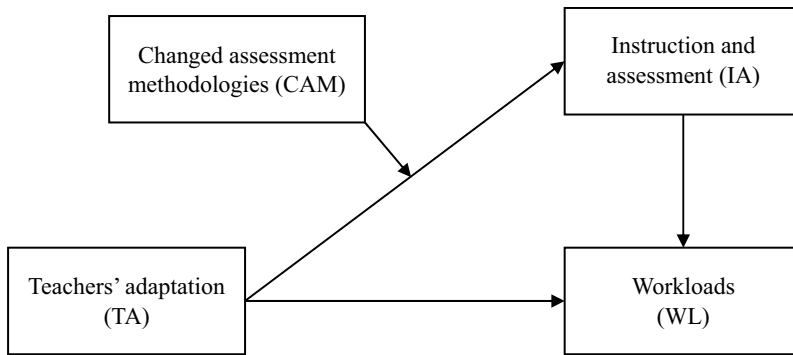 Changed assessment
methodologies (CAM)
Instruction and
assessment (IA)
Teachers’ adaptation
(TA)
Workloads
(WL)